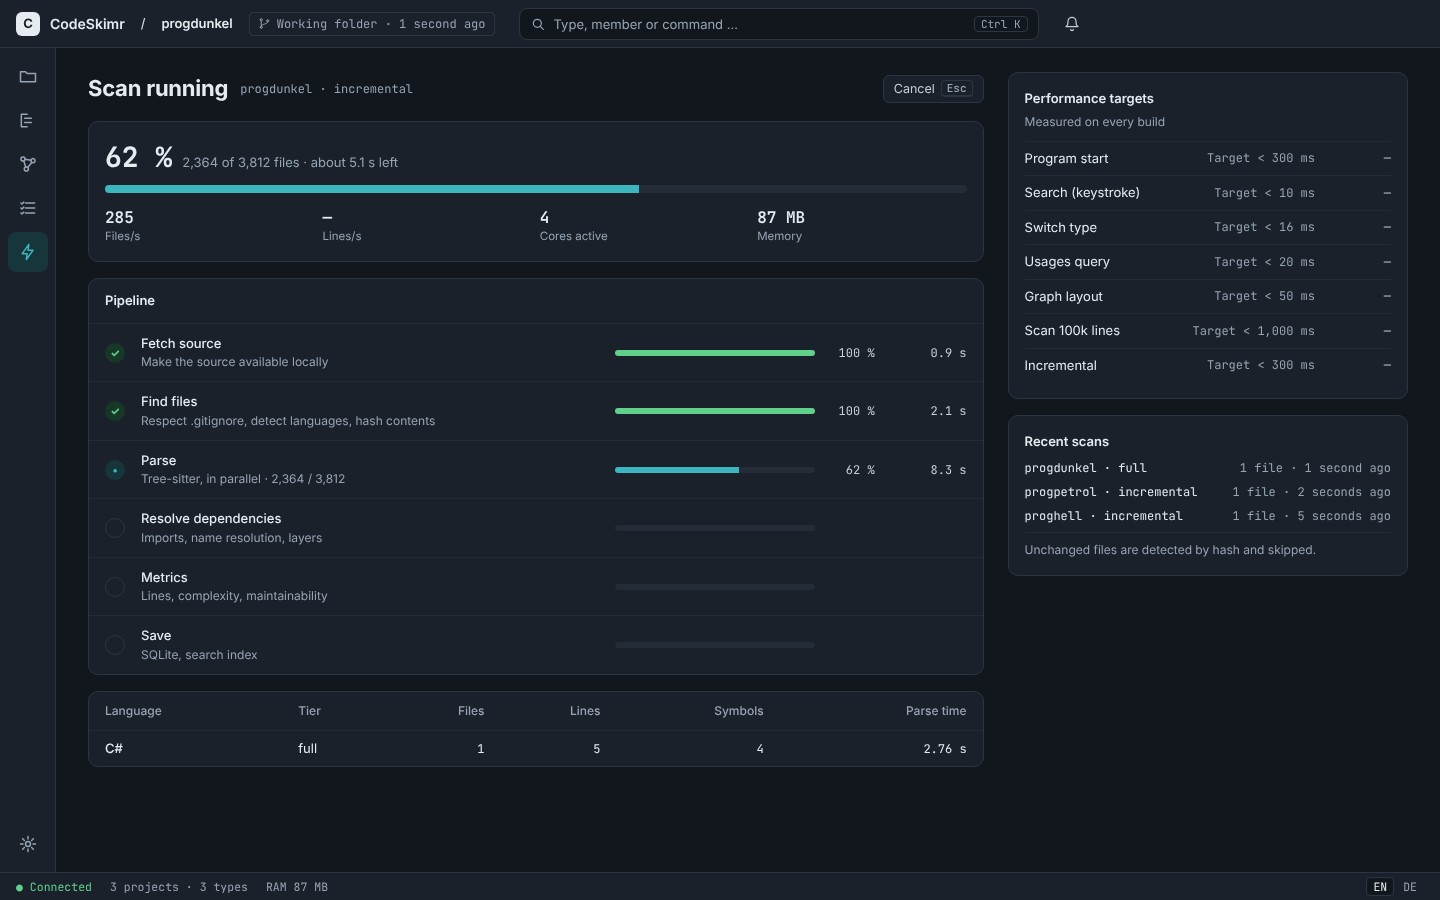 C CodeSkimr / progdunkel Working folder · 1 second ago Type, member or command ... Ctrl K
Scan running progdunkel · incremental Cancel Esc
62 % 2,364 of 3,812 files · about 5.1 s left
285 – 4 87 MB
Files/s Lines/s Cores active Memory
Pipeline
Fetch source
Make the source available locally
100 % 0.9 s
Find files
Respect .gitignore, detect languages, hash contents
100 % 2.1 s
Parse
Tree-sitter, in parallel · 2,364 / 3,812
62 % 8.3 s
Resolve dependencies
Imports, name resolution, layers
Metrics
Lines, complexity, maintainability
Save
SQLite, search index
Language Tier Files Lines Symbols Parse time
C# full 1 5 4 2.76 s
Performance targets
Measured on every build
Program start Target < 300 ms –
Search (keystroke) Target < 10 ms –
Switch type Target < 16 ms –
Usages query Target < 20 ms –
Graph layout Target < 50 ms –
Scan 100k lines Target < 1,000 ms –
Incremental Target < 300 ms –
Recent scans
progdunkel · full 1 file · 1 second ago
progpetrol · incremental 1 file · 2 seconds ago
proghell · incremental 1 file · 5 seconds ago
Unchanged files are detected by hash and skipped.
Connected 3 projects · 3 types RAM 87 MB EN DE